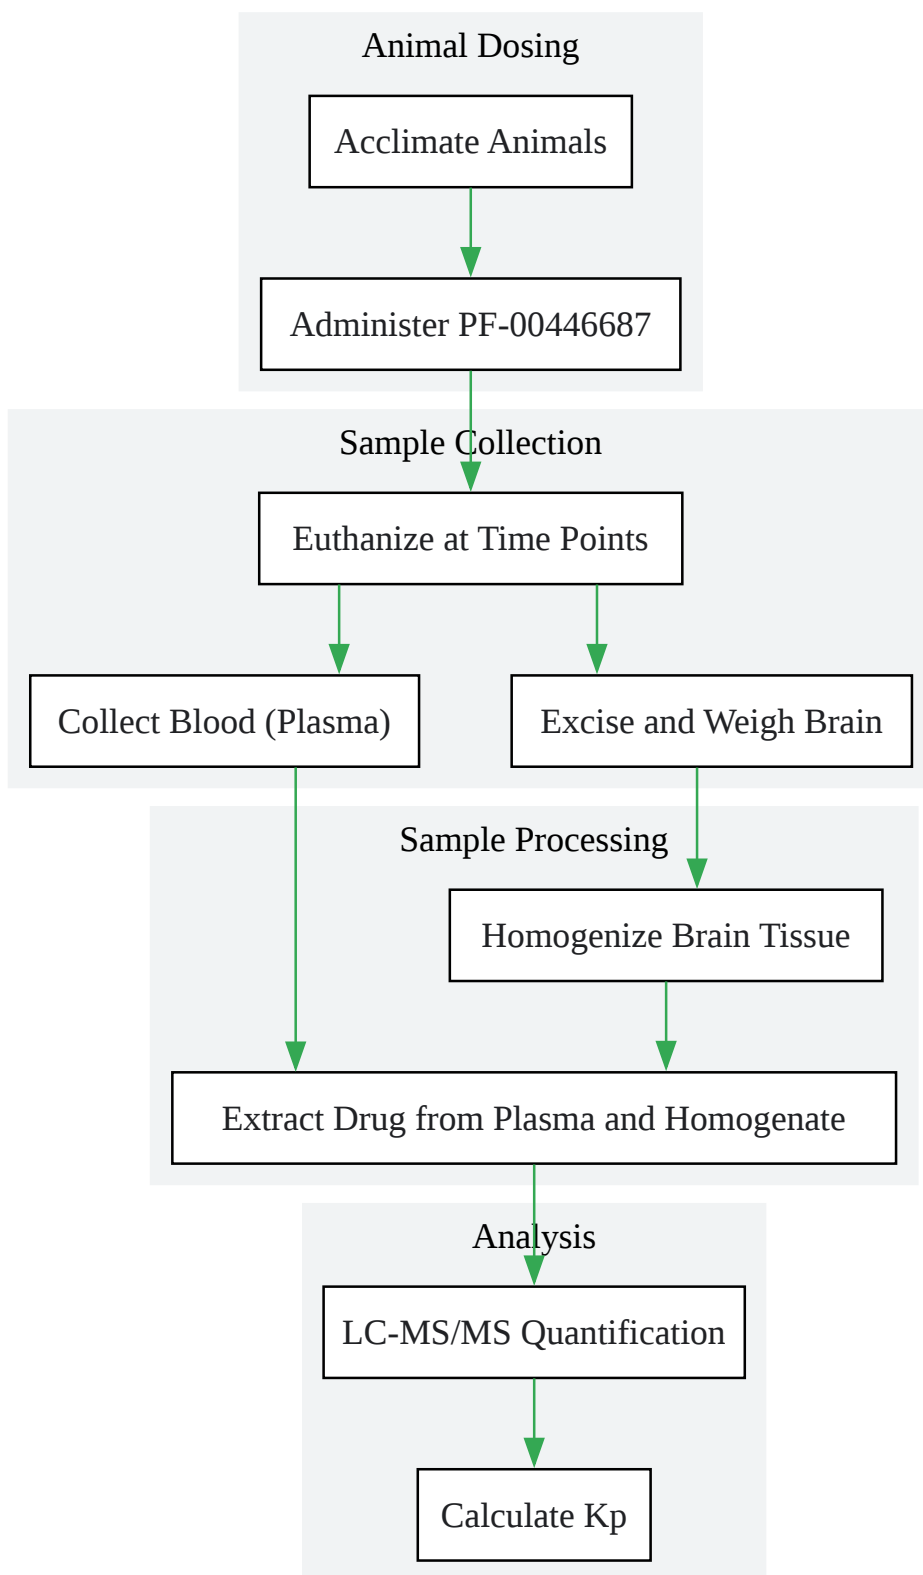 Animal Dosing
Acclimate Animals
Administer PF-00446687
Sample Collection
Euthanize at Time Points
Collect Blood (Plasma)
Excise and Weigh Brain
Sample Processing
Homogenize Brain Tissue
Extract Drug from Plasma and Homogenate
Analysis
LC-MS/MS Quantification
Calculate Kp